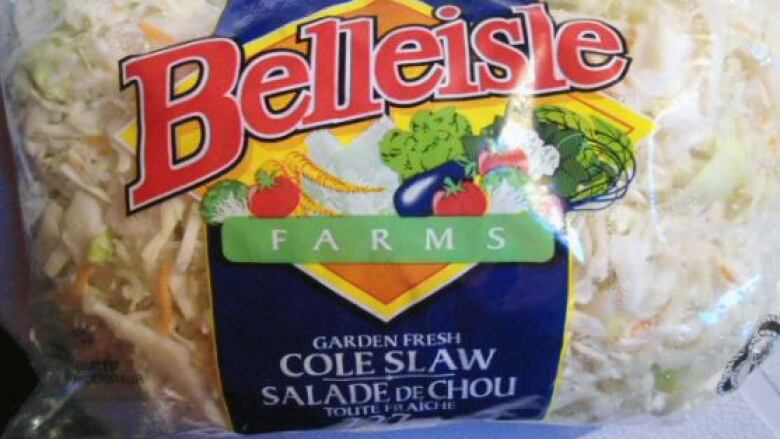 Belleisle
FARMS
GARDEN FRESH
COLE SLAW
SALADE DE CHOU
TOUTE FRAÎCHE